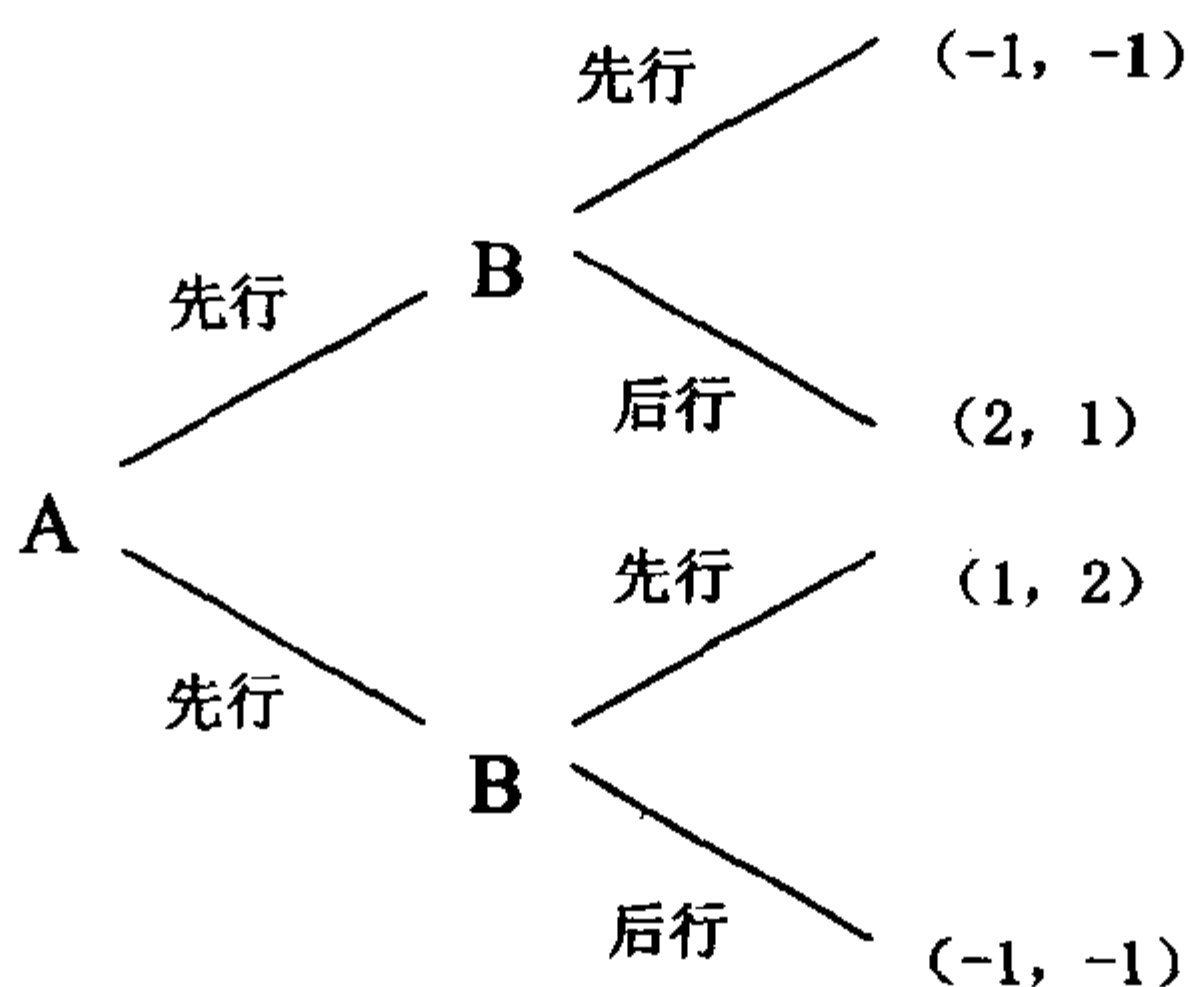 先行
(-1, -1)
B
先行
后行
(2, 1)
A
先行
(1, 2)
先行
B
后行
(-1, -1)